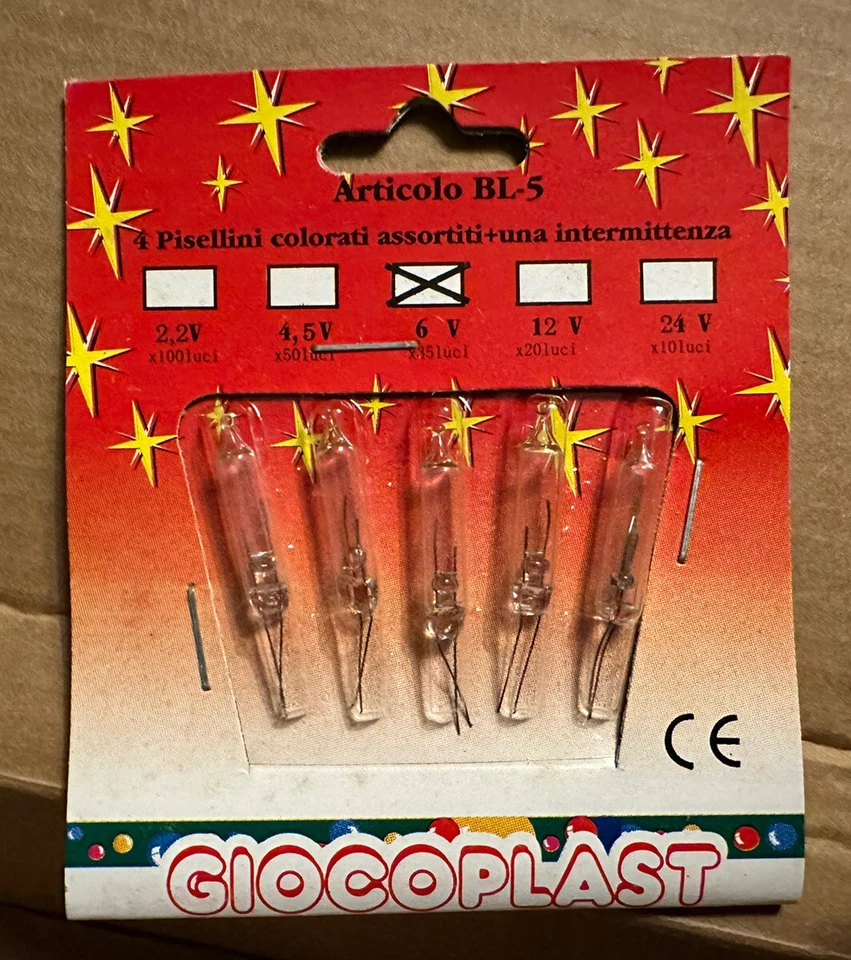 Articolo BL-5
4 Pisellini colorati assortiti+una intermittenza
2,2V 4,5V 6 V 12 V 24 V
x100luci x50luci x35luci x20luci x10luci
CE
GIOCOPLAST